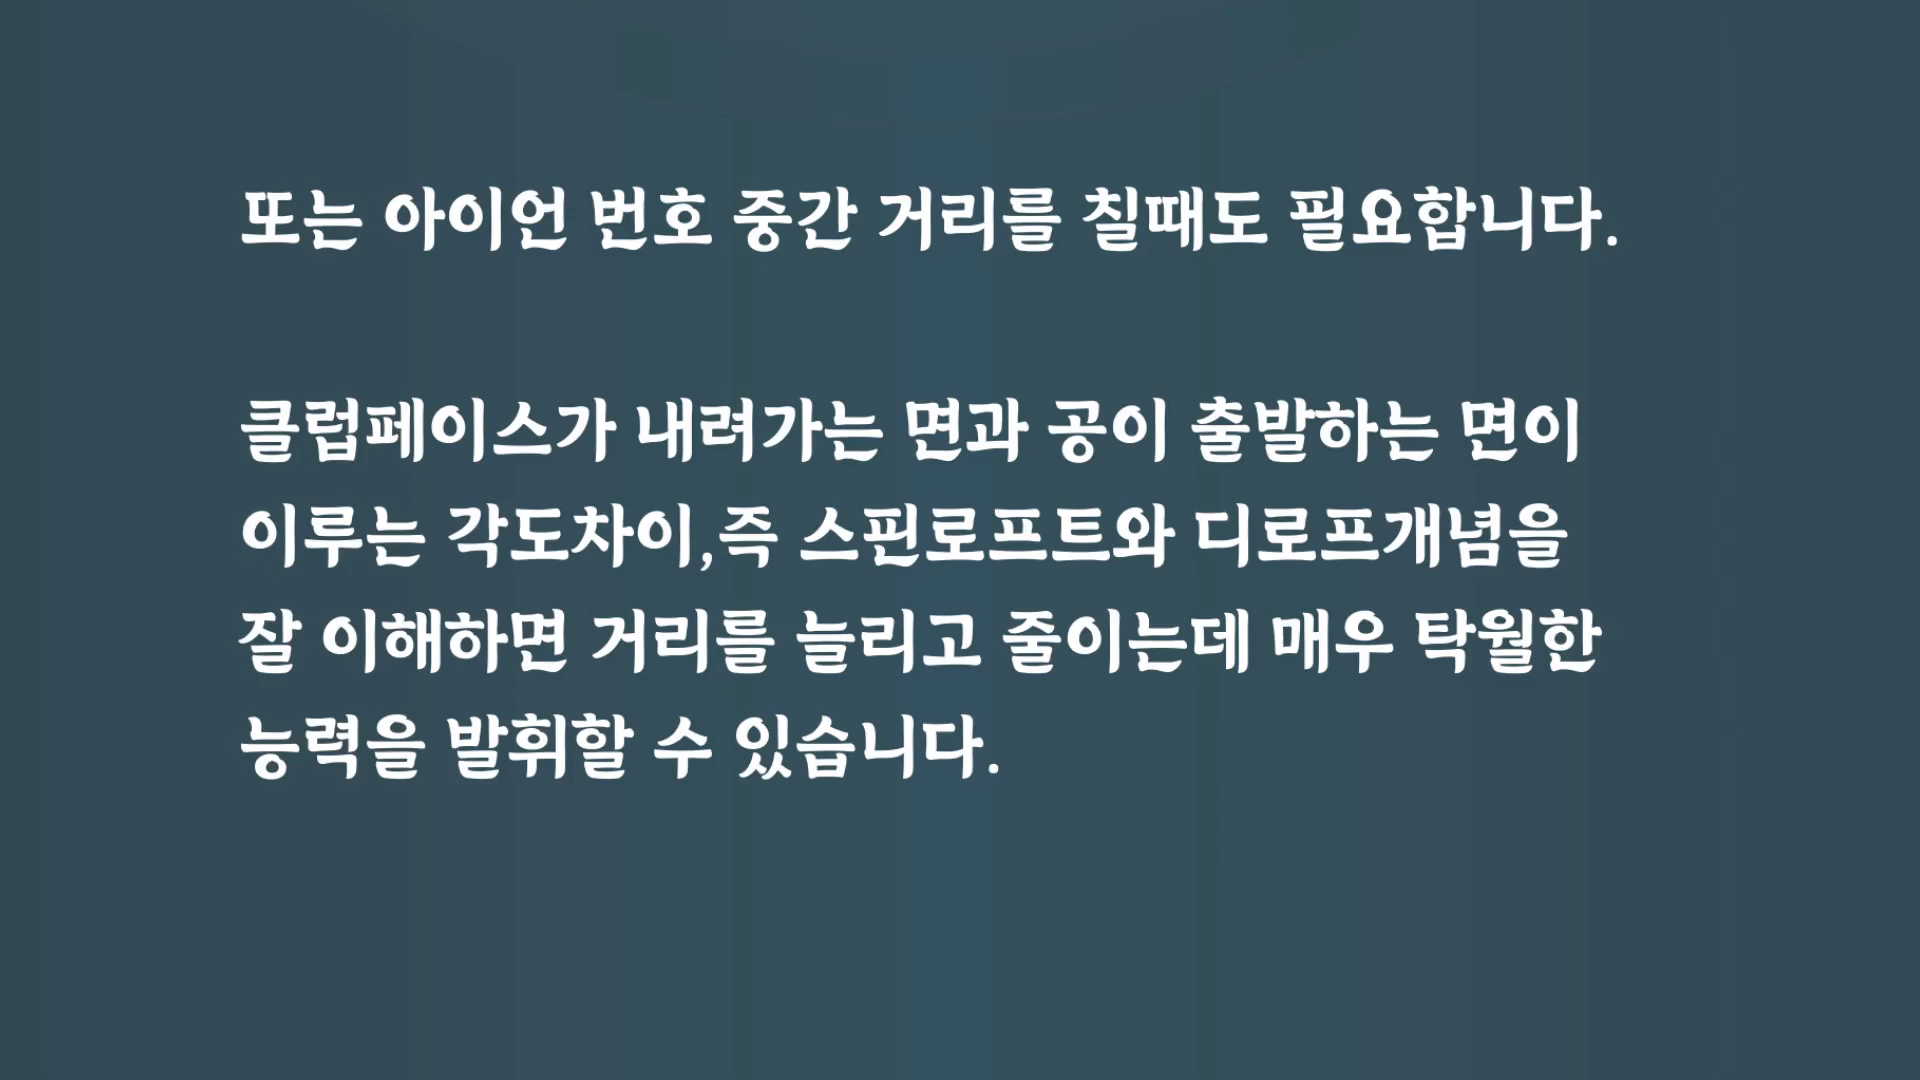 또는 아이언 번호 중간 거리를 칠때도 필요합니다.
클럽페이스가 내려가는 면과 공이 출발하는 면이
이루는 각도차이,즉 스핀로프트와 디로프개념을
잘 이해하면 거리를 늘리고 줄이는데 매우 탁월한
능력을 발휘할 수 있습니다.